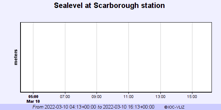 Sealevel at Scarborough station
meters
05:00 07:00 09:00 11:00 13:00 15:00
Mar 10
From 2022-03-10 04:13+00:00 to 2022-03-10 16:13+00:00 @IOC-VLIZ